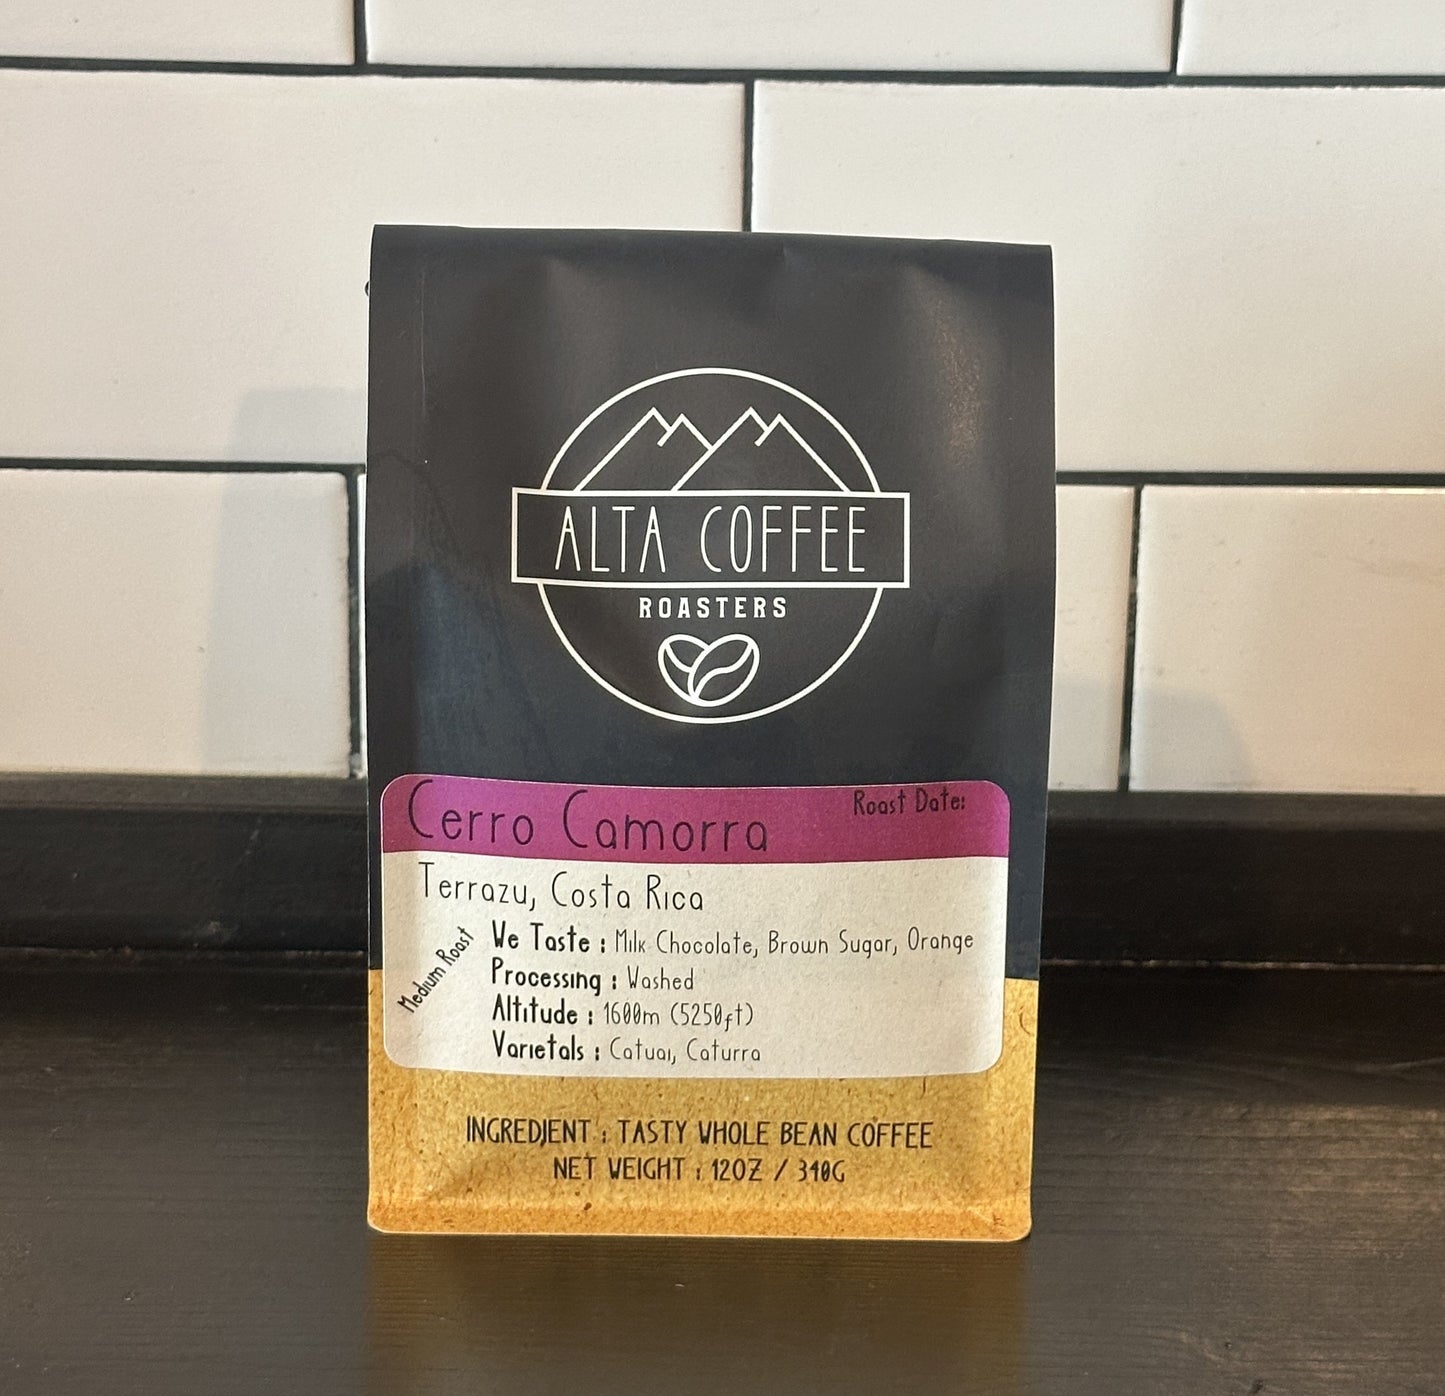 ALTA COFFEE
ROASTERS
Cerro Camorra
Roast Date:
Terrazu, Costa Rica
Medium Roast
We Taste : Milk Chocolate, Brown Sugar, Orange
Processing : Washed
Altitude : 1600m (5250ft)
Varietals : Catuai, Caturra
INGREDIENT : TASTY WHOLE BEAN COFFEE
NET WEIGHT : 12OZ / 340G